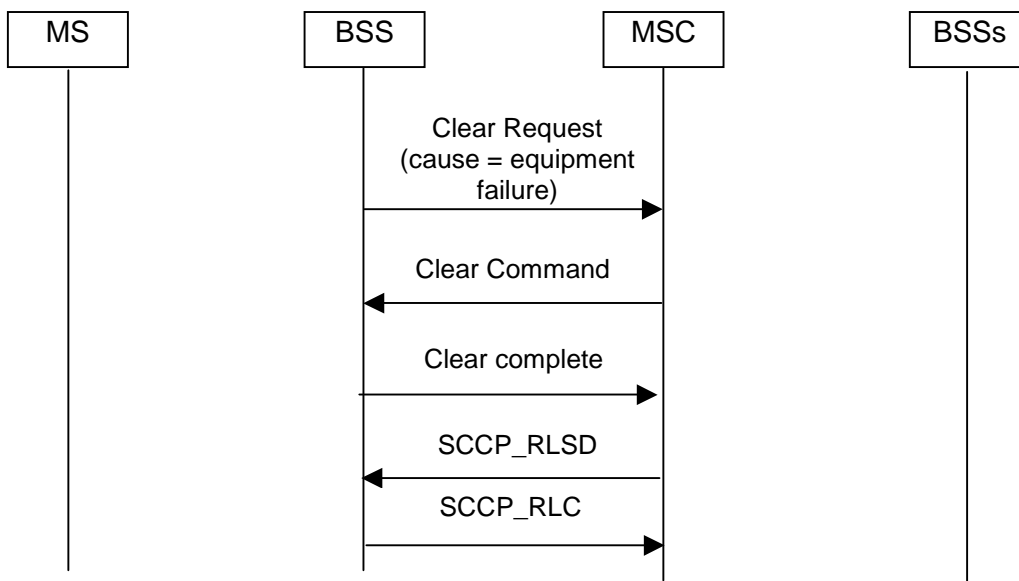 MS
BSS
MSC
BSSs
Clear Request
(cause = equipment
failure)
Clear Command
Clear complete
SCCP_RLSD
SCCP_RLC